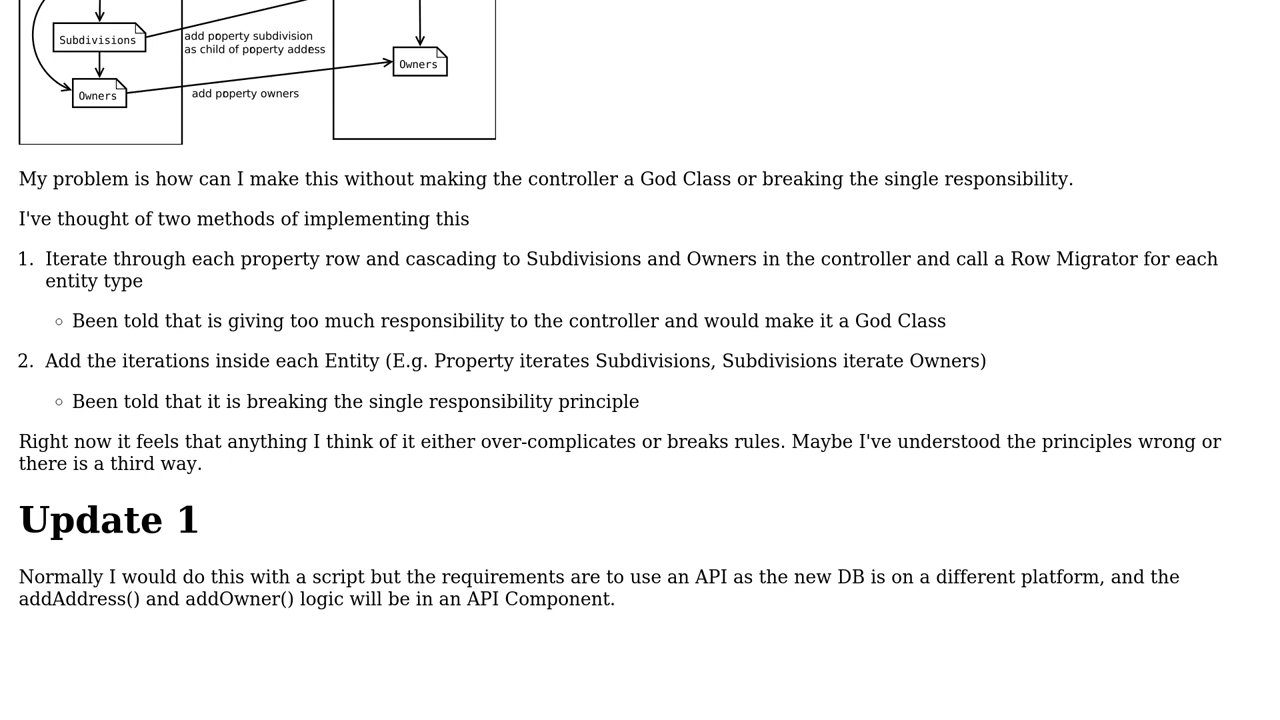 Subdivisions
add property subdivision
as child of property address
Owners
Owners
add property owners
My problem is how can I make this without making the controller a God Class or breaking the single responsibility.
I've thought of two methods of implementing this
1. Iterate through each property row and cascading to Subdivisions and Owners in the controller and call a Row Migrator for each
entity type
○ Been told that is giving too much responsibility to the controller and would make it a God Class
2. Add the iterations inside each Entity (E.g. Property iterates Subdivisions, Subdivisions iterate Owners)
○ Been told that it is breaking the single responsibility principle
Right now it feels that anything I think of it either over-complicates or breaks rules. Maybe I've understood the principles wrong or
there is a third way.
Update 1
Normally I would do this with a script but the requirements are to use an API as the new DB is on a different platform, and the
addAddress() and addOwner() logic will be in an API Component.